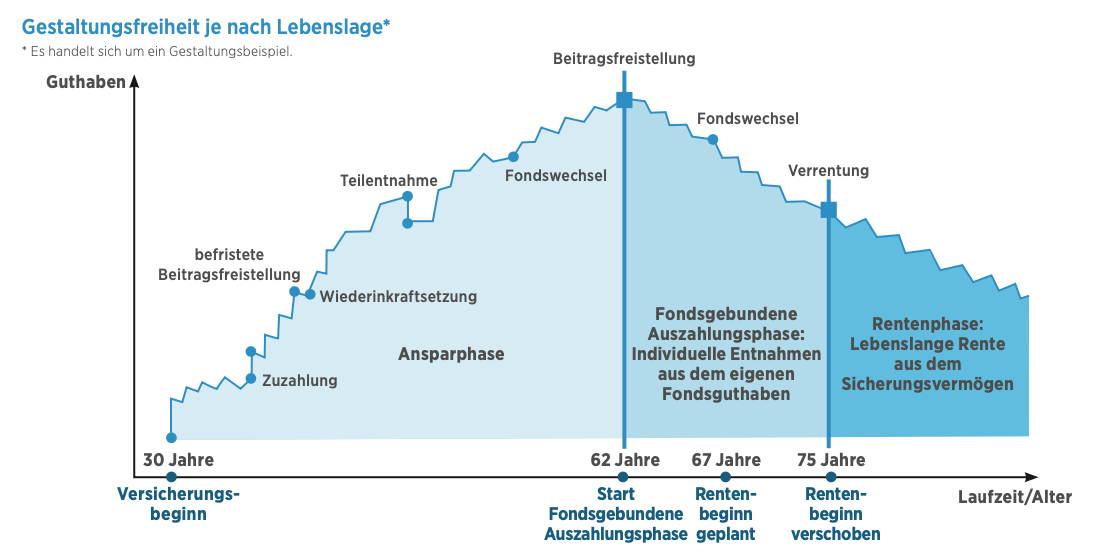 Gestaltungsfreiheit je nach Lebenslage*
* Es handelt sich um ein Gestaltungsbeispiel.
Guthaben
Beitragsfreistellung
Fondswechsel
Verrentung
Teilentnahme
Fondswechsel
befristete
Beitragsfreistellung
Wiederinkraftsetzung
Zuzahlung
Ansparphase
Fondsgebundene
Auszahlungsphase:
Individuelle Entnahmen
aus dem eigenen
Fondsguthaben
Rentenphase:
Lebenslange Rente
aus dem
Sicherungsvermögen
30 Jahre
62 Jahre
67 Jahre
75 Jahre
Versicherungs-
beginn
Start
Fondsgebundene
Auszahlungsphase
Renten-
beginn
geplant
Renten-
beginn
verschoben
Laufzeit/Alter